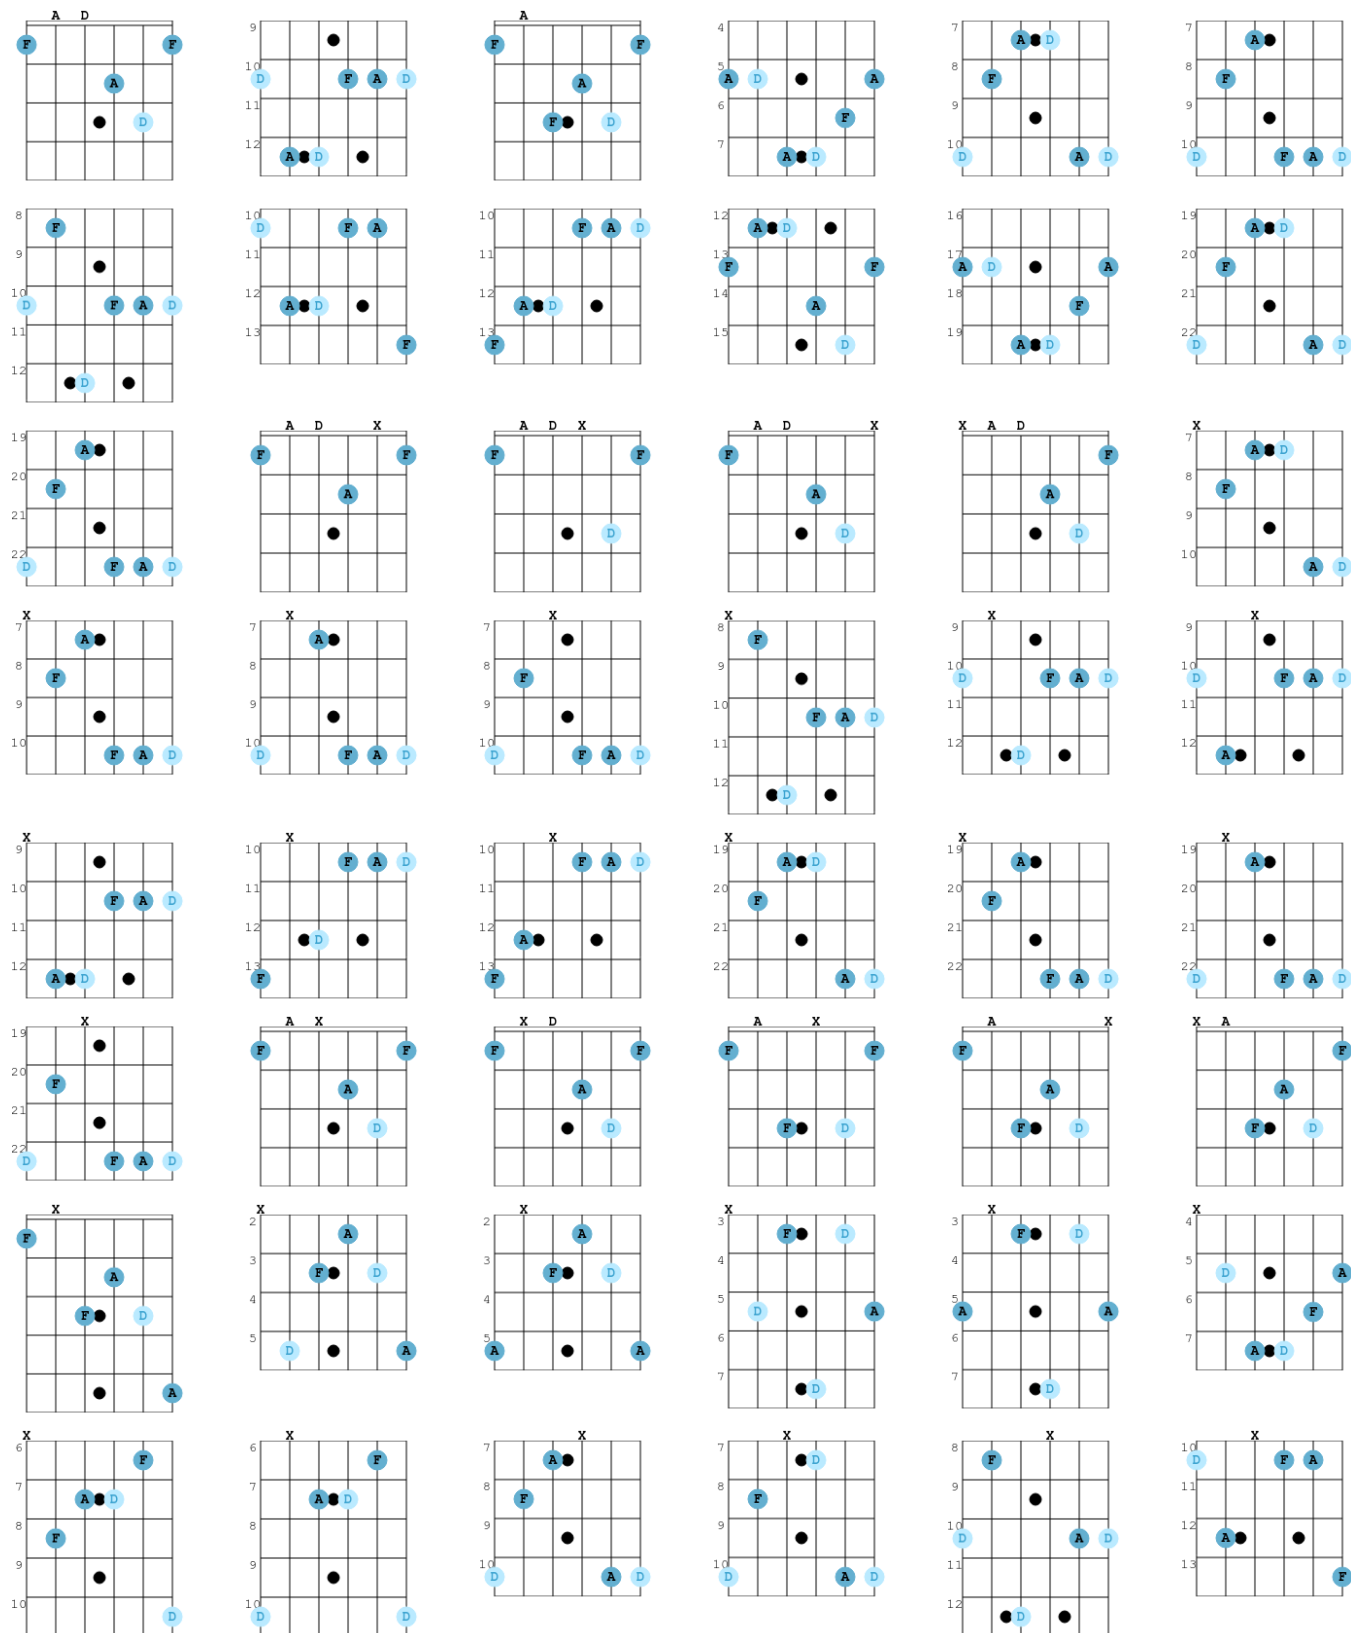 A D
F F
A
D
9
10 D F A D
11
12 A D
A
F F
A
F D
4
5 A D A
6 F
7 A D
7 A D
8 F
9
10 D A D
7 A
8 F
9
10 D F A D
8 F
9
10 D F A D
11
12 D
10 D F A
11
12 A D
13 F
10 F A D
11
12 A D
13 F
12 A D
13 F F
14 A
15 D
16
17 A D A
18 F
19 A D
19 A D
20 F
21
22 D A D
19 A
20 F
21
22 D F A D
A D X
F F
A
A D X
F F
D
A D X
F
A
D
X A D
F
A
D
X
7 A D
8 F
9
10 A D
X
7 A
8 F
9
10 F A D
X
7 A
8
9
10 D F A D
X
7
8 F
9
10 D F A D
X
8 F
9
10 F A D
11
12 D
X
9
10 D F A D
11
12 D
X
9
10 D F A D
11
12 A
X
9
10 F A D
11
12 A D
X
10 F A D
11
12 D
13 F
X
10 F A D
11
12 A
13 F
X
19 A D
20 F
21
22 A D
X
19 A
20 F
21
22 F A D
X
19 A
20
21
22 D F A D
X
19
20 F
21
22 D F A D
A X
F F
A
D
X D
F F
A
D
A X
F F
F D
A X
F
A
F D
X A
F
A
F D
X
F
A
F D
A
X
2 A
3 F D
4
5 D A
X
2 A
3 F D
4
5 A A
X
3 F D
4
5 D A
6
7 D
X
3 F D
4
5 A A
6
7 D
X
4
5 D A
6 F
7 A D
X
6 F
7 A D
8 F
9
10 D
X
6 F
7 A D
8
9
10 D D
X
7 A
8 F
9
10 D A D
X
7 D
8 F
9
10 D A D
X
8 F
9
10 D A D
11
12 D
X
10 D F A
11
12 A
13 F